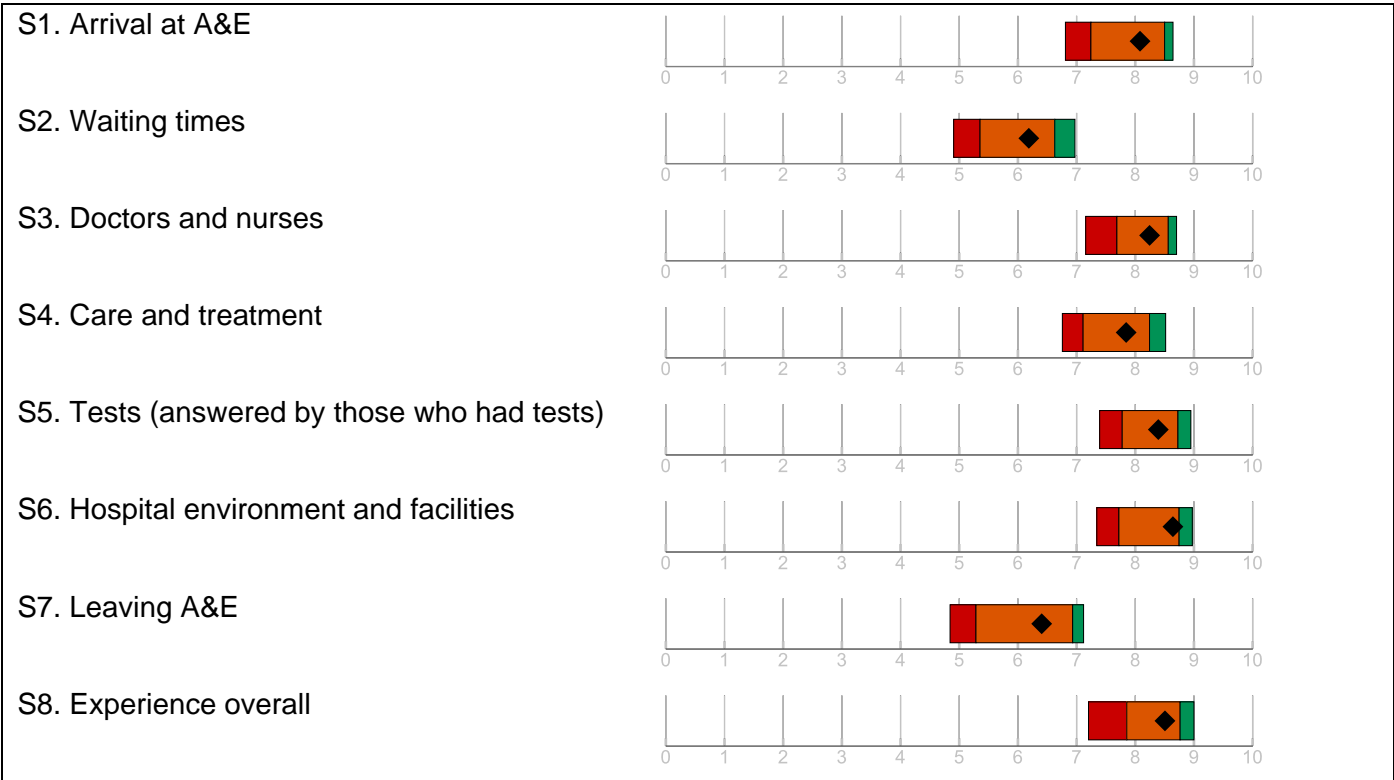 S1. Arrival at A&E
0 1 2 3 4 5 6 7 8 9 10
S2. Waiting times
0 1 2 3 4 5 6 7 8 9 10
S3. Doctors and nurses
0 1 2 3 4 5 6 7 8 9 10
S4. Care and treatment
0 1 2 3 4 5 6 7 8 9 10
S5. Tests (answered by those who had tests)
0 1 2 3 4 5 6 7 8 9 10
S6. Hospital environment and facilities
0 1 2 3 4 5 6 7 8 9 10
S7. Leaving A&E
0 1 2 3 4 5 6 7 8 9 10
S8. Experience overall
0 1 2 3 4 5 6 7 8 9 10